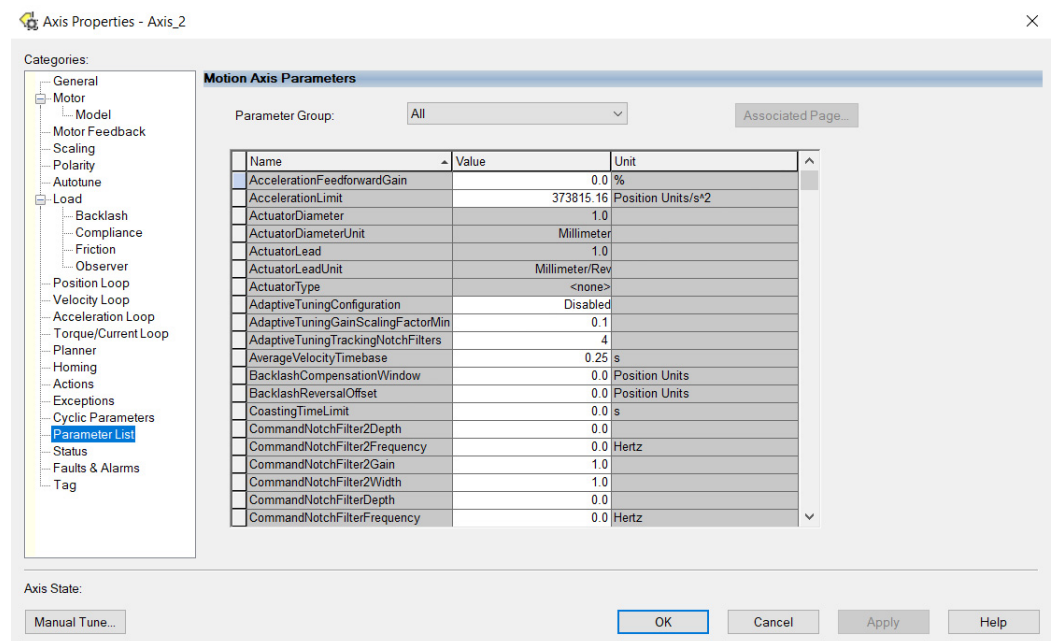 Axis Properties - Axis_2
Categories:
General
Motor
Model
Motor Feedback
Scaling
Polarity
Autotune
Load
Backlash
Compliance
Friction
Observer
Position Loop
Velocity Loop
Acceleration Loop
Torque/Current Loop
Planner
Homing
Actions
Exceptions
Cyclic Parameters
Parameter List
Status
Faults & Alarms
Tag
Motion Axis Parameters
Parameter Group: All Associated Page...
Name Value Unit
AccelerationFeedforwardGain 0.0 %
AccelerationLimit 373815.16 Position Units/s^2
ActuatorDiameter 1.0
ActuatorDiameterUnit Millimeter
ActuatorLead 1.0
ActuatorLeadUnit Millimeter/Rev
ActuatorType <none>
AdaptiveTuningConfiguration Disabled
AdaptiveTuningGainScalingFactorMin 0.1
AdaptiveTuningTrackingNotchFilters 4
AverageVelocityTimebase 0.25 s
BacklashCompensationWindow 0.0 Position Units
BacklashReversalOffset 0.0 Position Units
CoastingTimeLimit 0.0 s
CommandNotchFilter2Depth 0.0
CommandNotchFilter2Frequency 0.0 Hertz
CommandNotchFilter2Gain 1.0
CommandNotchFilter2Width 1.0
CommandNotchFilterDepth 0.0
CommandNotchFilterFrequency 0.0 Hertz
Axis State:
Manual Tune... OK Cancel Apply Help